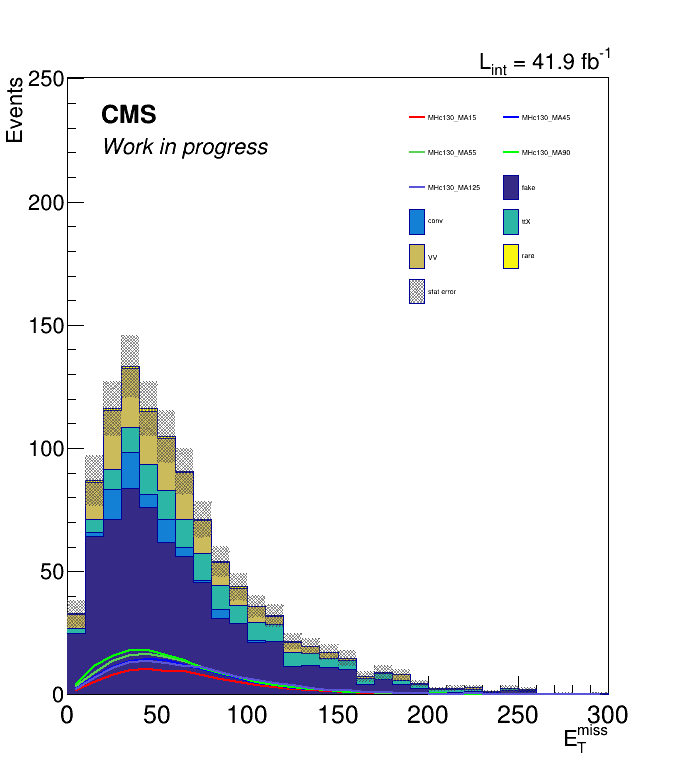 L_int = 41.9 fb^-1
Events
CMS
Work in progress
MHc130_MA15
MHc130_MA45
MHc130_MA55
MHc130_MA90
MHc130_MA125
fake
conv
ttX
VV
rare
stat error
250
200
150
100
50
0
0 50 100 150 200 250 300
E_T^miss